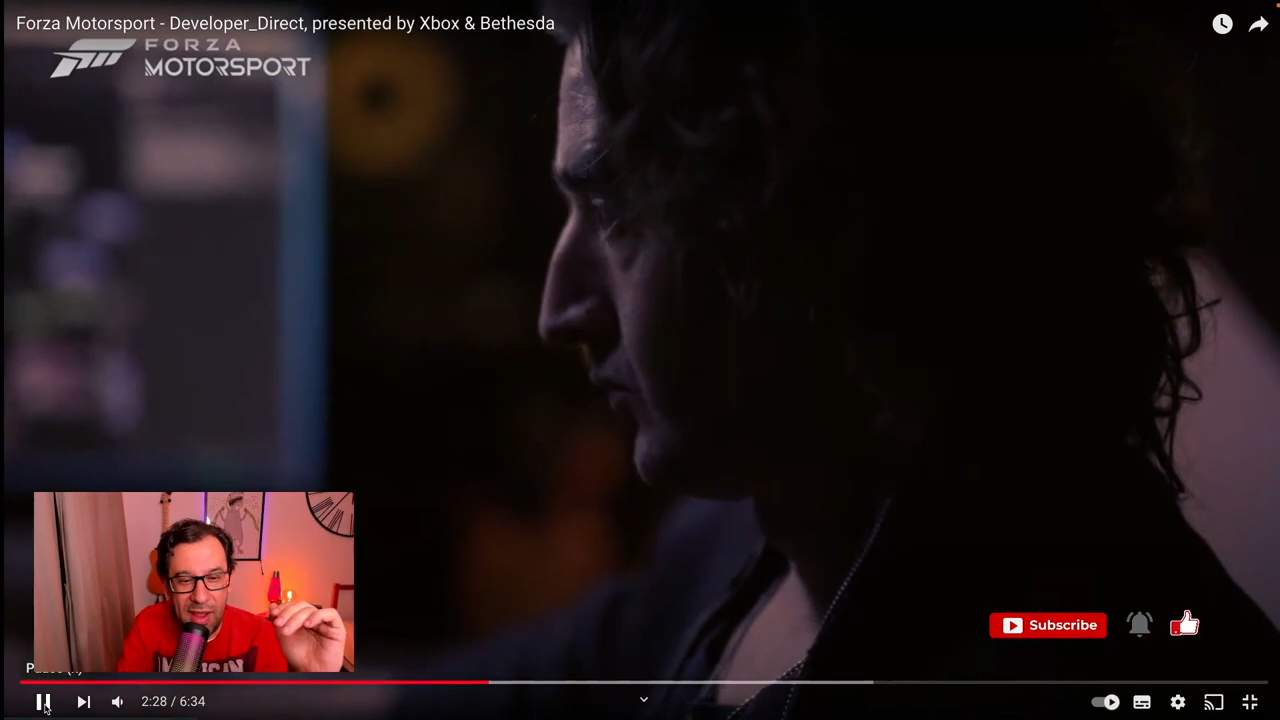 Forza Motorsport - Developer_Direct, presented by Xbox & Bethesda
FORZA
MOTORSPORT
Subscribe
2:28 / 6:34